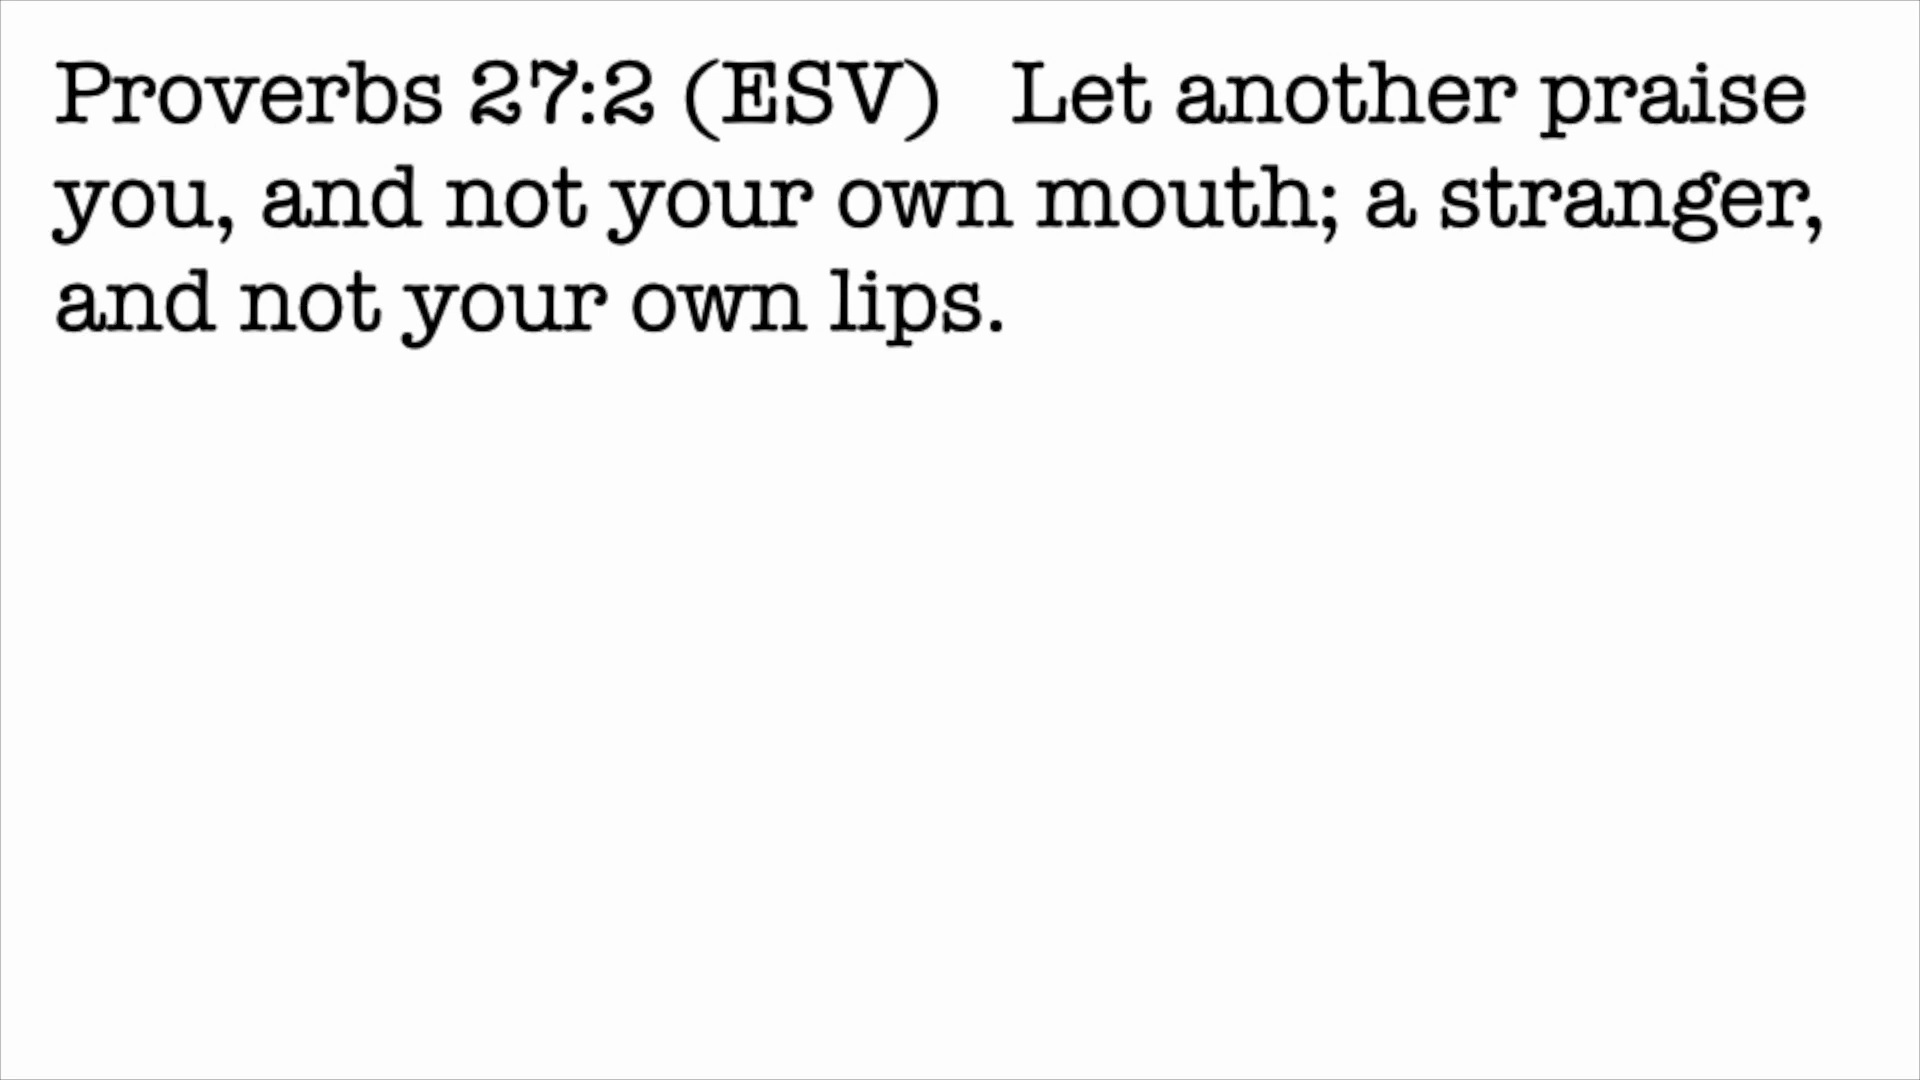 Proverbs 27:2 (ESV)   Let another praise
you, and not your own mouth; a stranger,
and not your own lips.